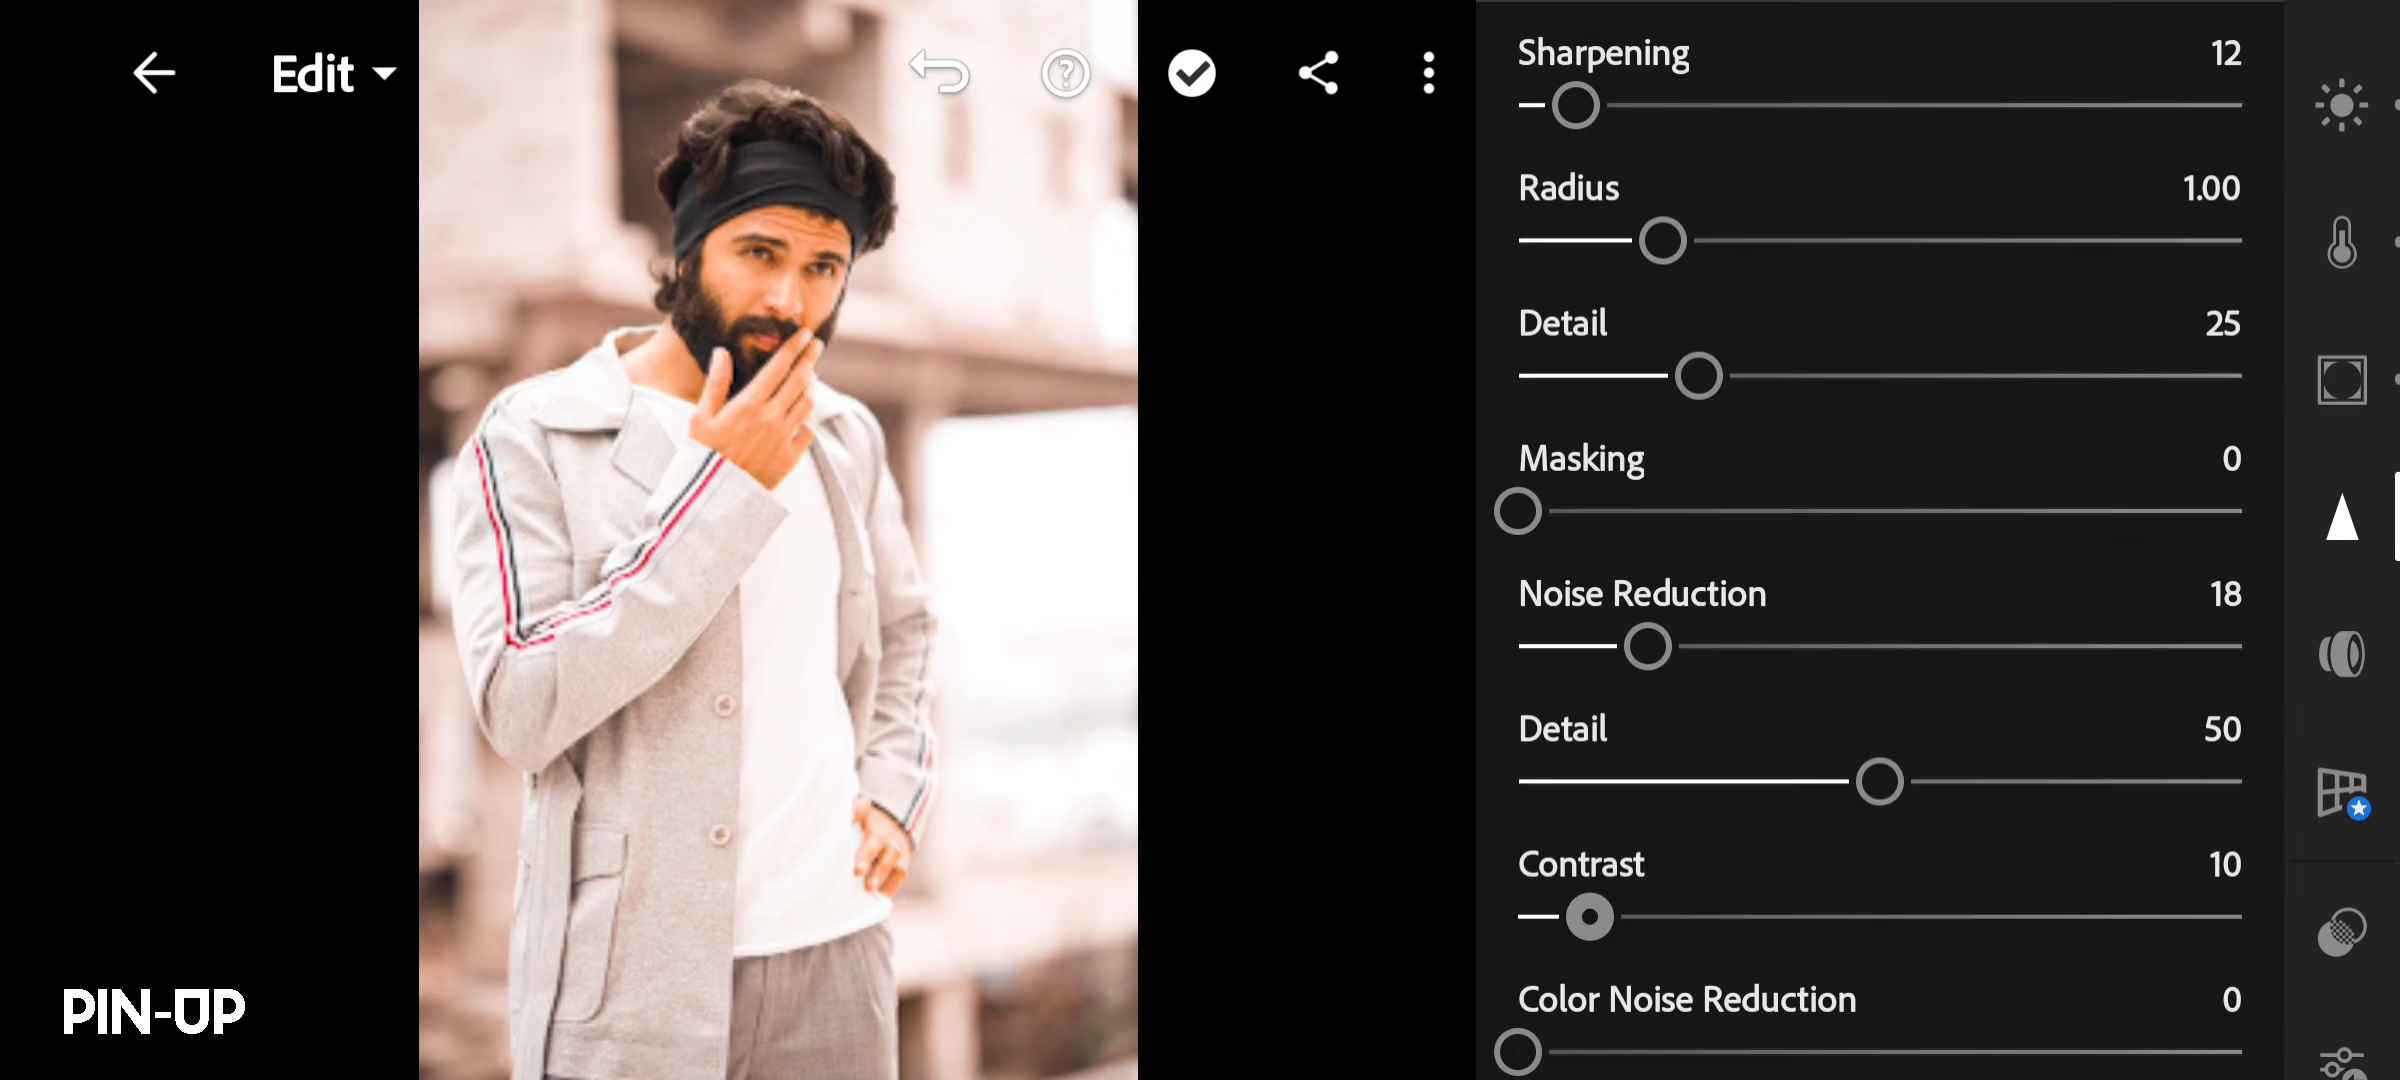 Edit
Sharpening 12
Radius 1.00
Detail 25
Masking 0
Noise Reduction 18
Detail 50
Contrast 10
Color Noise Reduction 0
PIN-UP